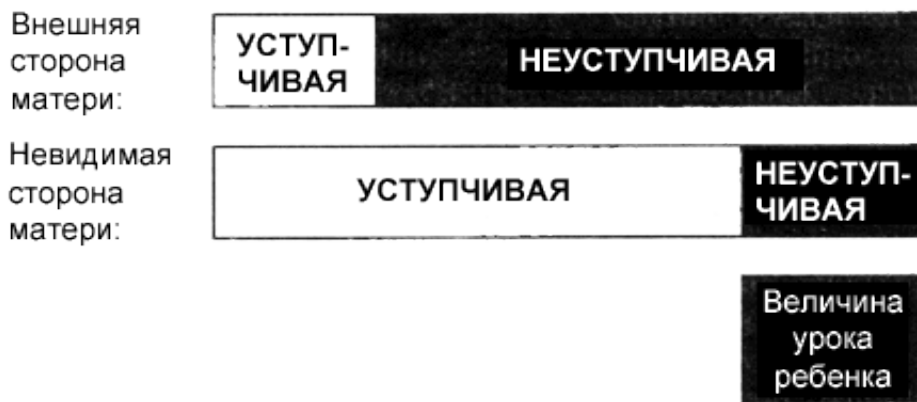 Внешняя
сторона
матери:
УСТУП-
ЧИВАЯ
НЕУСТУПЧИВАЯ
Невидимая
сторона
матери:
УСТУПЧИВАЯ
НЕУСТУП-
ЧИВАЯ
Величина
урока
ребенка